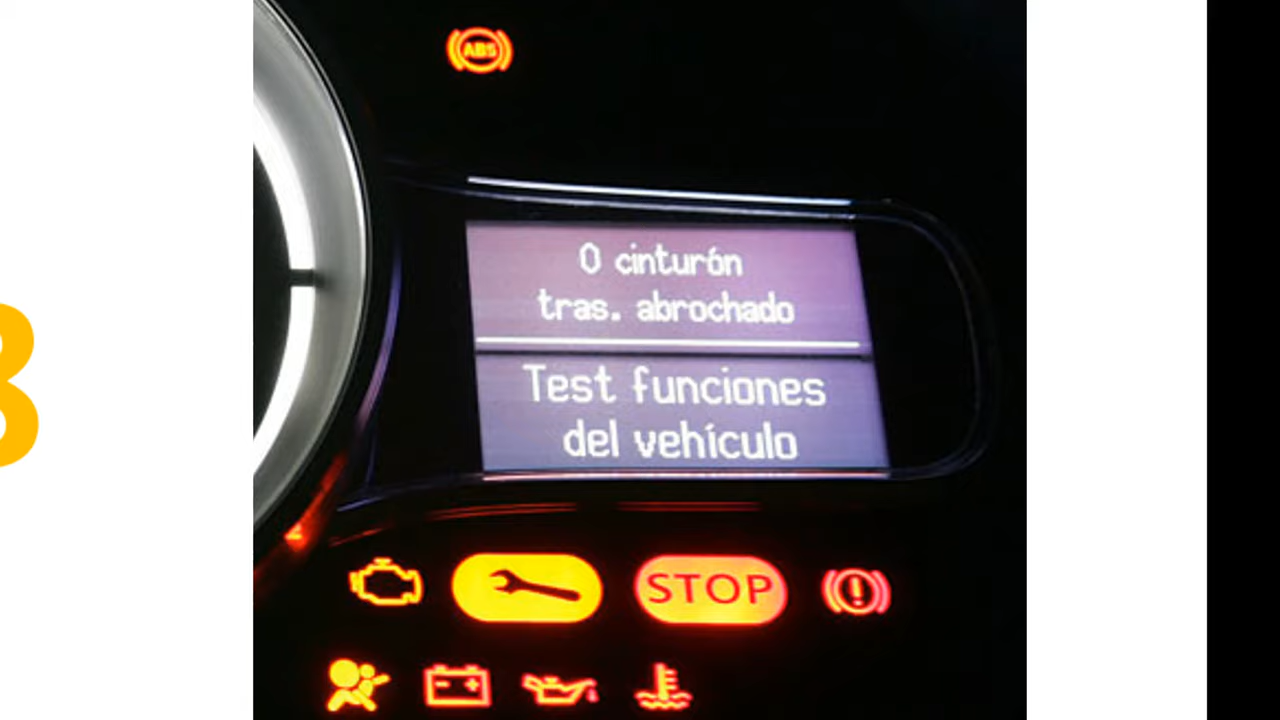 ABS
0 cinturón
tras. abrochado
Test funciones
del vehículo
STOP